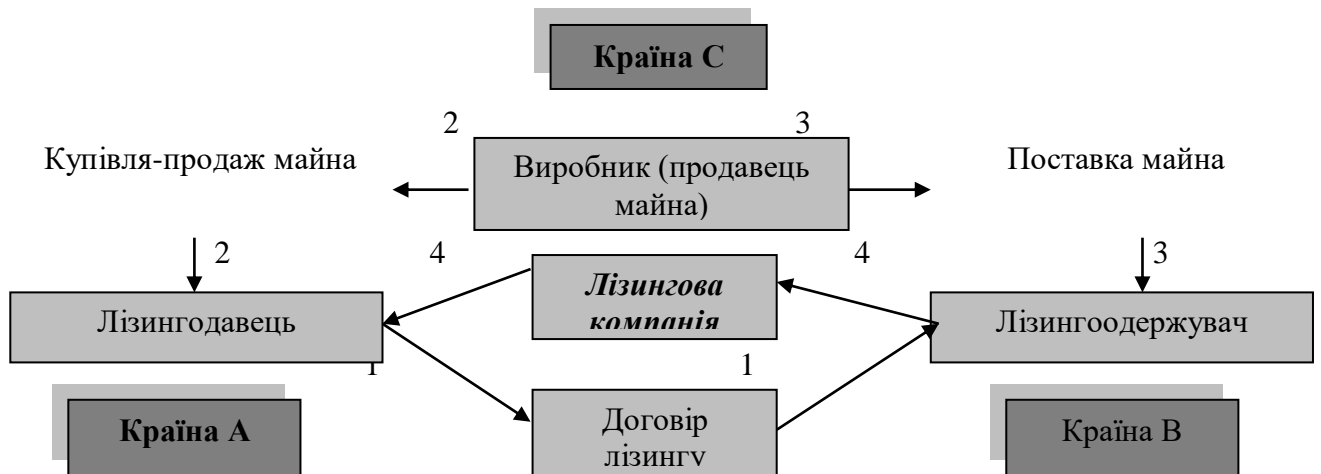 Країна С
2
3
Купівля-продаж майна
Виробник (продавець
майна)
Поставка майна
2
4
4
3
Лізингова
компанія
Лізингодавець
Лізингоодержувач
1
1
Країна А
Договір
лізингу
Країна В